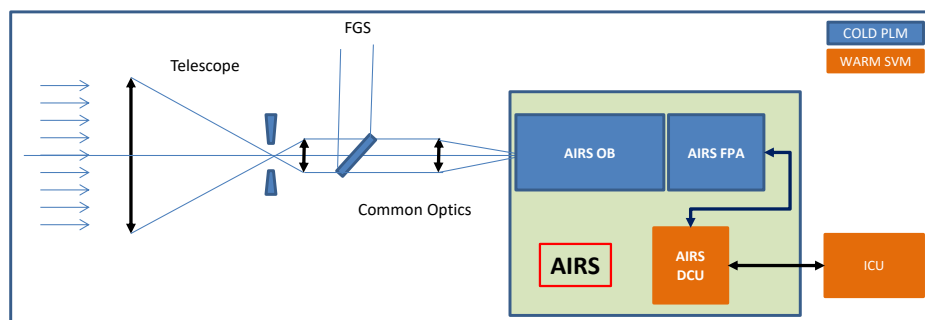 FGS
COLD PLM
WARM SVM
Telescope
AIRS OB
AIRS FPA
Common Optics
AIRS
AIRS
DCU
ICU